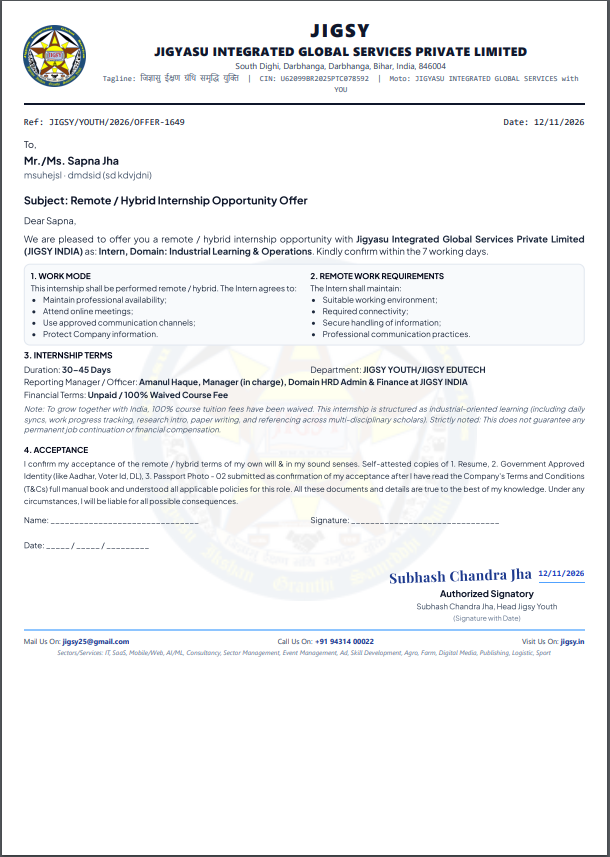 JIGSY
JIGYASU INTEGRATED GLOBAL SERVICES PRIVATE LIMITED
South Dighi, Darbhanga, Darbhanga, Bihar, India, 846004
Tagline: जिज्ञासु ईक्षण ग्रंथि समृद्धि युक्ति | CIN: U62099BR2025PTC078592 | Moto: JIGYASU INTEGRATED GLOBAL SERVICES with
YOU
Ref: JIGSY/YOUTH/2026/OFFER-1649 Date: 12/11/2026
To,
Mr./Ms. Sapna Jha
msuhejsl · dmdsid (sd kdvjdni)
Subject: Remote / Hybrid Internship Opportunity Offer
Dear Sapna,
We are pleased to offer you a remote / hybrid internship opportunity with Jigyasu Integrated Global Services Private Limited
(JIGSY INDIA) as: Intern, Domain: Industrial Learning & Operations. Kindly confirm within the 7 working days.
1. WORK MODE
This internship shall be performed remote / hybrid. The Intern agrees to:
• Maintain professional availability;
• Attend online meetings;
• Use approved communication channels;
• Protect Company information.
2. REMOTE WORK REQUIREMENTS
The Intern shall maintain:
• Suitable working environment;
• Required connectivity;
• Secure handling of information;
• Professional communication practices.
3. INTERNSHIP TERMS
Duration: 30–45 Days Department: JIGSY YOUTH/JIGSY EDUTECH
Reporting Manager / Officer: Amanul Haque, Manager (in charge), Domain HRD Admin & Finance at JIGSY INDIA
Financial Terms: Unpaid / 100% Waived Course Fee
Note: To grow together with India, 100% course tuition fees have been waived. This internship is structured as industrial-oriented learning (including daily
syncs, work progress tracking, research intro, paper writing, and referencing across multi-disciplinary scholars). Strictly noted: This does not guarantee any
permanent job continuation or financial compensation.
4. ACCEPTANCE
I confirm my acceptance of the remote / hybrid terms of my own will & in my sound senses. Self-attested copies of 1. Resume, 2. Government Approved
Identity (like Aadhar, Voter Id, DL), 3. Passport Photo - 02 submitted as confirmation of my acceptance after I have read the Company's Terms and Conditions
(T&Cs) full manual book and understood all applicable policies for this role. All these documents and details are true to the best of my knowledge. Under any
circumstances, I will be liable for all possible consequences.
Name: ______________________________ Signature: ______________________________
Date: _____ / _____ / _________
Subhash Chandra Jha 12/11/2026
Authorized Signatory
Subhash Chandra Jha, Head Jigsy Youth
(Signature with Date)
Mail Us On: jigsy25@gmail.com Call Us On: +91 94314 00022 Visit Us On: jigsy.in
Sectors/Services: IT, SaaS, Mobile/Web, AI/ML, Consultancy, Sector Management, Event Management, Ad, Skill Development, Agro, Farm, Digital Media, Publishing, Logistic, Sport